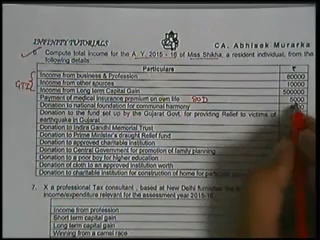 INFINITY TUTORIALS CA. Abhisek Murarka
6. Compute total income for the A. Y. 2015 - 16 of Miss Shikha, a resident individual, from the
following details:
Particulars ₹
Income from business & Profession 80000
Income from other sources 10000
GTI
Income from Long term Capital Gain 500000
Payment of medical insurance premium on own life 80D 5000
Donation to national foundation for communal harmony
Donation to the fund set up by the Gujarat Govt. for providing Relief to victims of
earthquake in Gujarat
Donation to Indira Gandhi Memorial Trust
Donation to Prime Minister's draught Relief Fund
Donation to approved charitable institution
Donation to Central Government for promotion of family planning
Donation to a poor boy for higher education
Donation of cloth to an approved institution worth
Donation to charitable institution for construction of home for particular
7. X a professional Tax consultant , based at New Delhi furnishes the
income/expenditure relevant for the assessment year 2015-16
Income from profession
Short term capital gain
Long term capital gain
Winning from a camel race